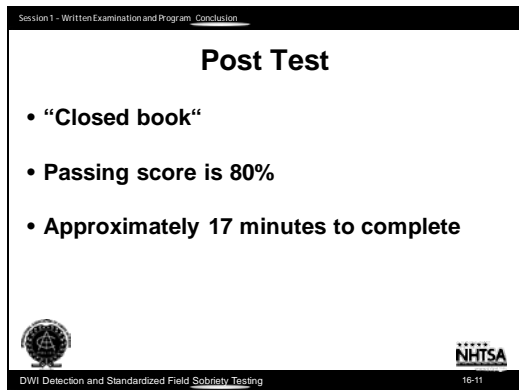 Session 1 - Written Examination and Program Conclusion
Post Test
• “Closed book“
• Passing score is 80%
• Approximately 17 minutes to complete
NHTSA
DWI Detection and Standardized Field Sobriety Testing
16-11